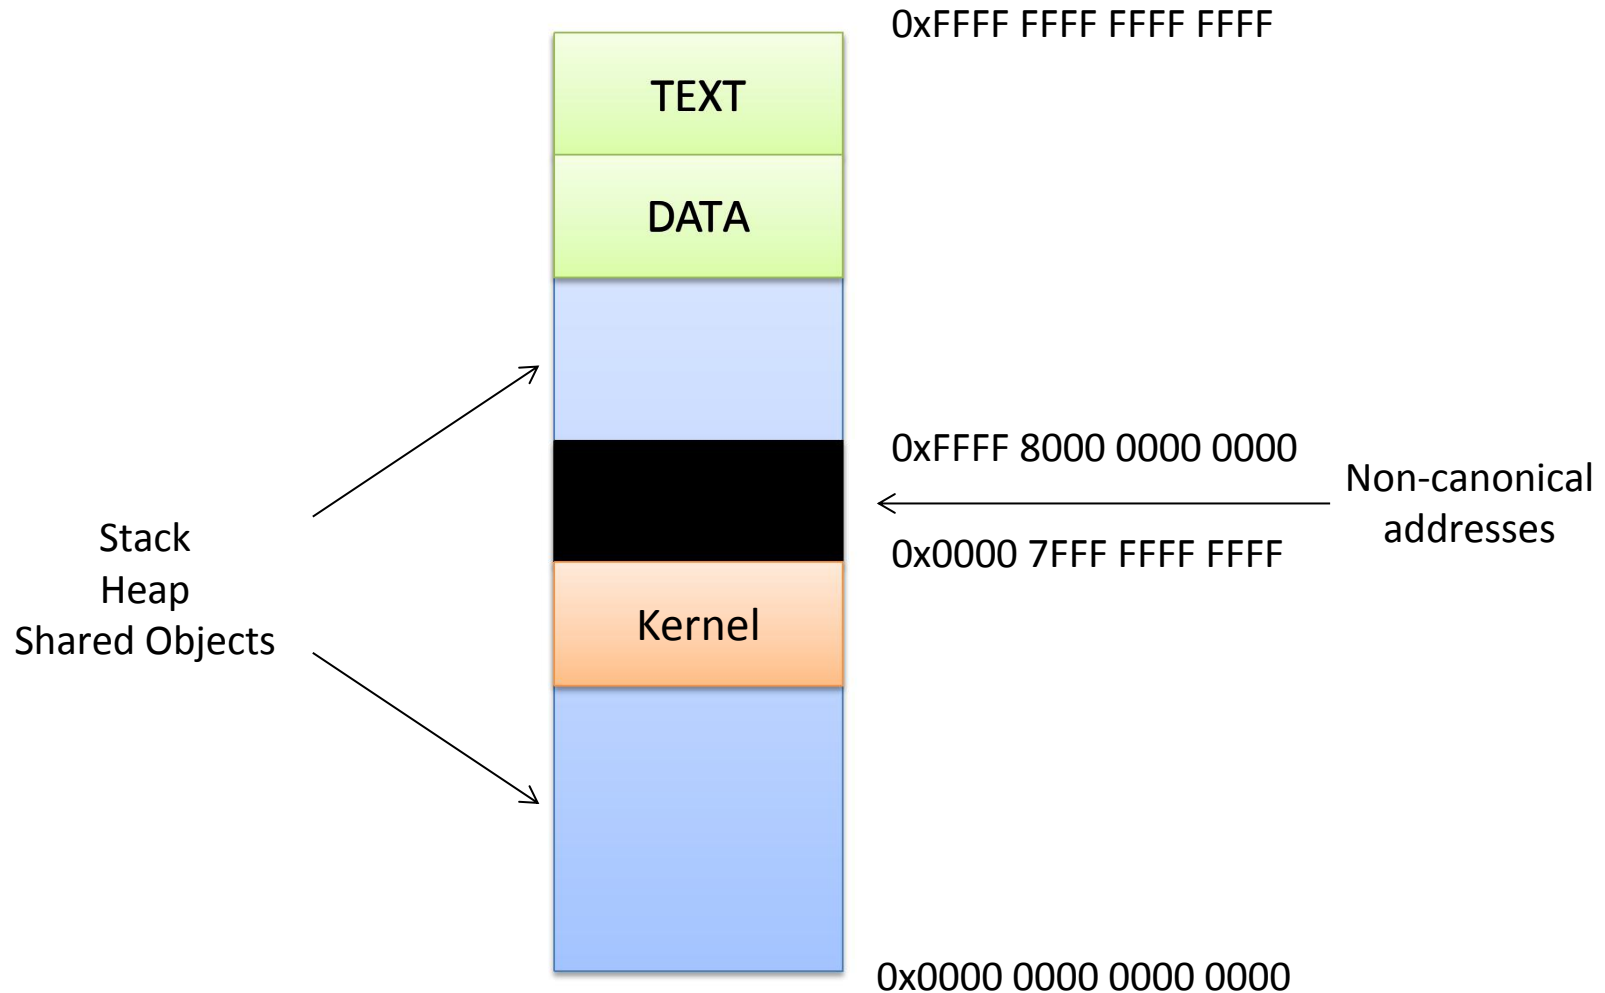 0xFFFF FFFF FFFF FFFF
TEXT
DATA
0xFFFF 8000 0000 0000
Non-canonical
addresses
0x0000 7FFF FFFF FFFF
Stack
Heap
Shared Objects
Kernel
0x0000 0000 0000 0000